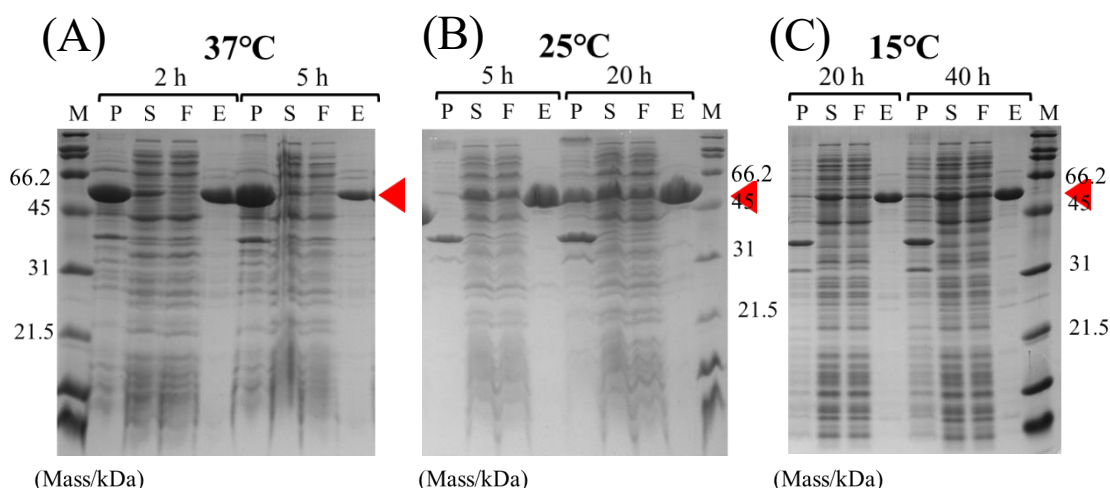 (A) 37°C
2 h 5 h
M P S F E P S F E
66.2
45
31
21.5
(Mass/kDa)
(B) 25°C
5 h 20 h
P S F E P S F E M
66.2
45
31
21.5
(Mass/kDa)
(C) 15°C
20 h 40 h
P S F E P S F E M
66.2
45
31
21.5
(Mass/kDa)